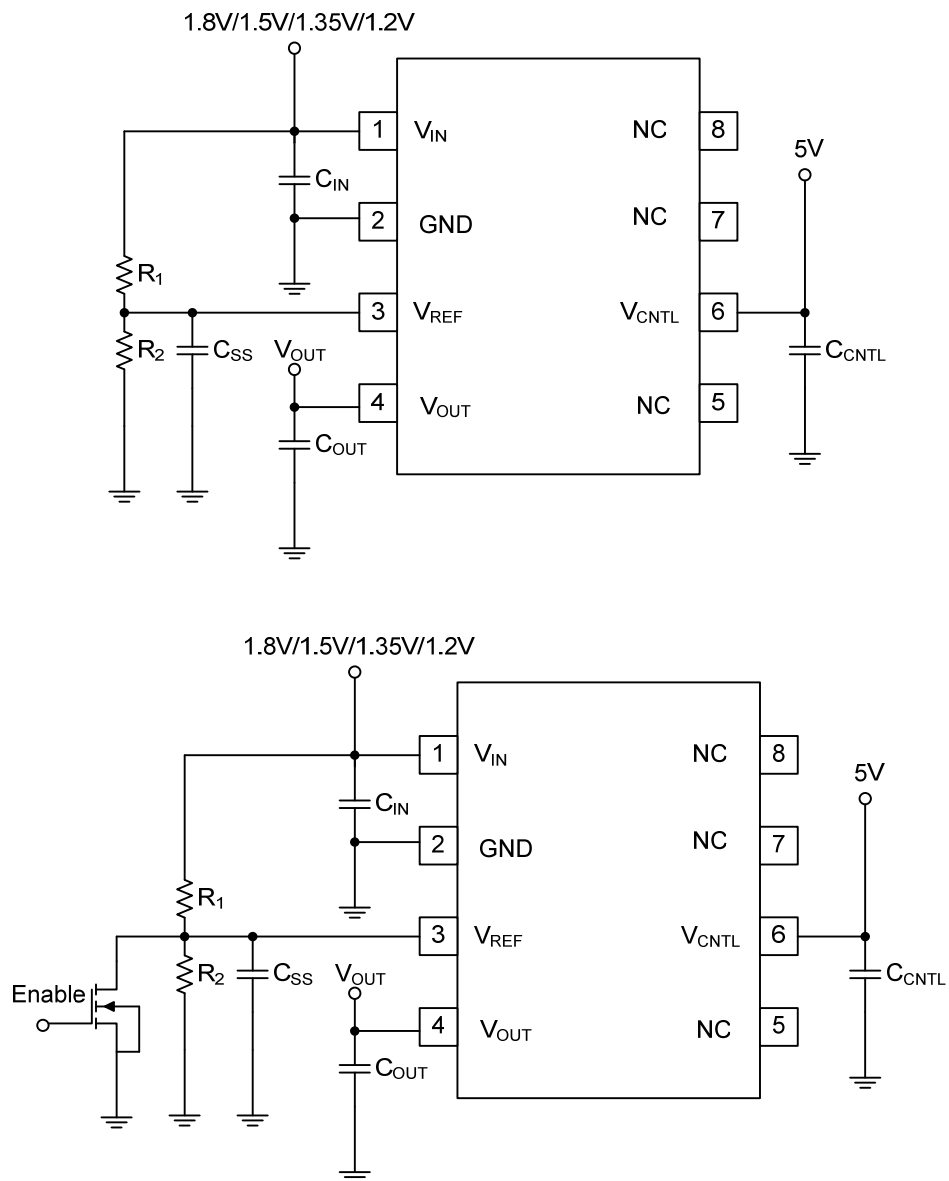 1.8V/1.5V/1.35V/1.2V
1 VIN NC 8
5V
CIN
2 GND NC 7
R1
3 VREF VCNTL 6
R2 CSS VOUT CCNTL
4 VOUT NC 5
COUT
1.8V/1.5V/1.35V/1.2V
1 VIN NC 8
5V
CIN
2 GND NC 7
R1
3 VREF VCNTL 6
R2 CSS VOUT CCNTL
Enable
4 VOUT NC 5
COUT